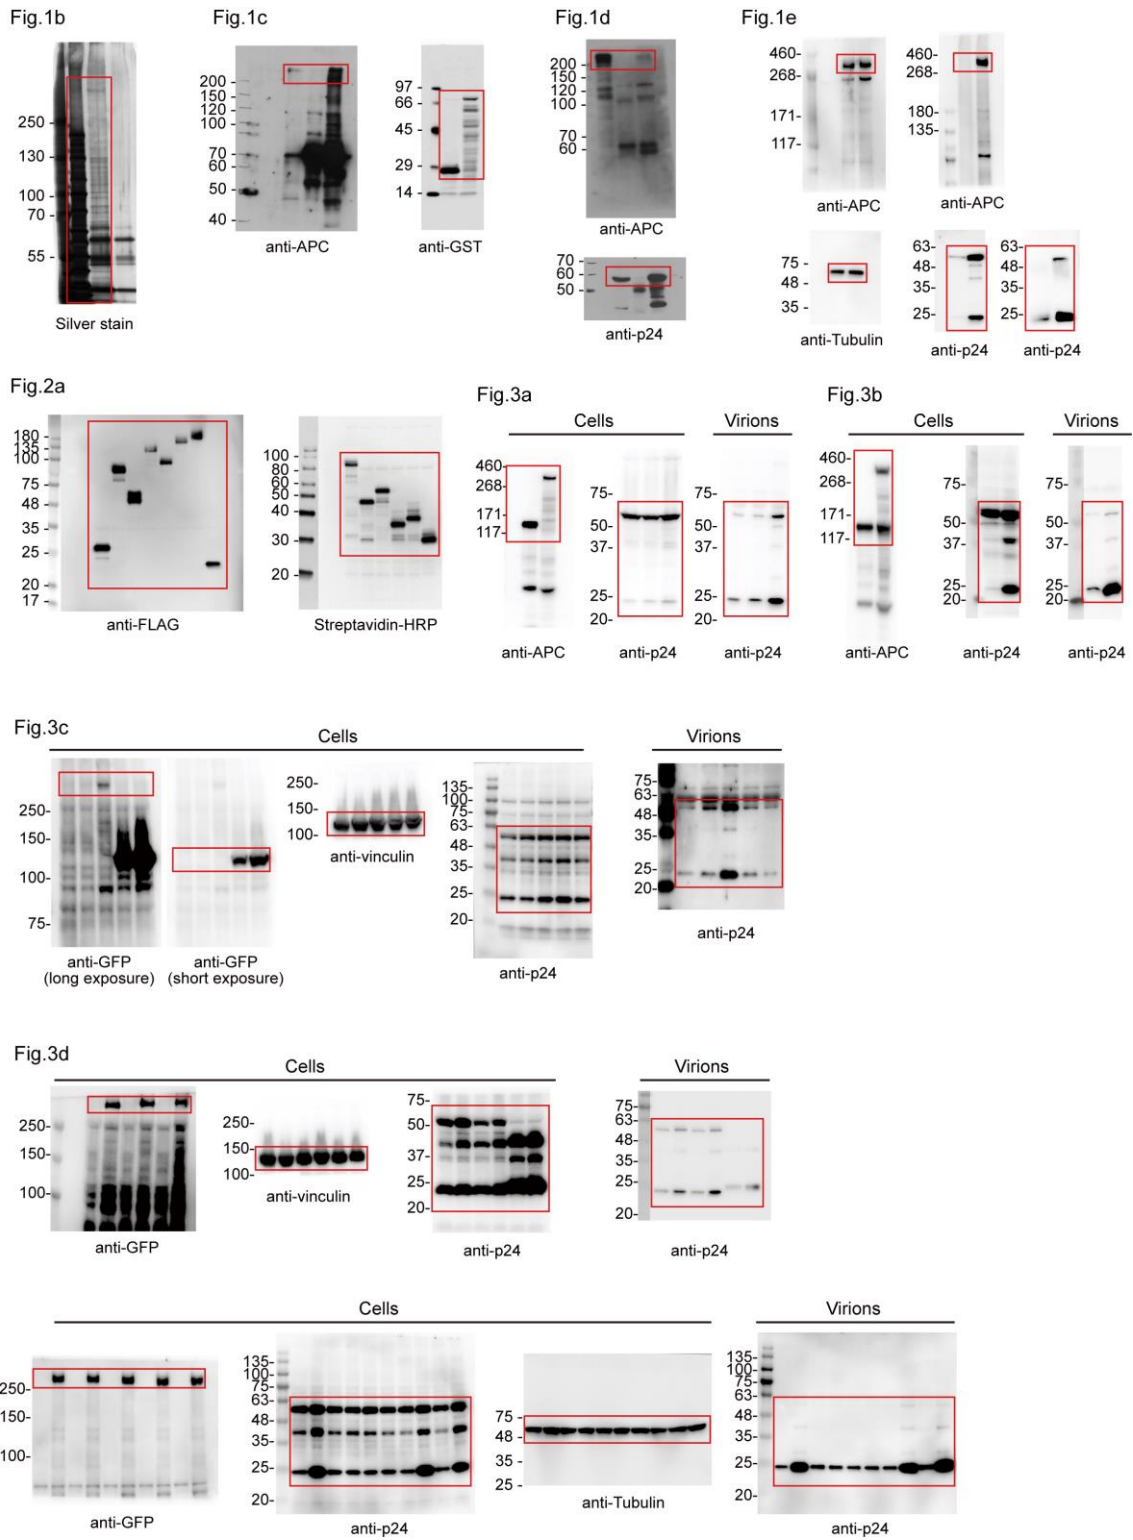 Fig.1b
250
130
100
70
55
Silver stain
Fig.1c
200
150
120
100
70
60
50
40
anti-APC
97
66
45
29
14
anti-GST
Fig.1d
200
150
120
100
70
60
anti-APC
70
60
50
anti-p24
Fig.1e
460-
268-
171-
117-
anti-APC
460-
268-
180-
135-
anti-APC
75 -
48-
35 -
anti-Tubulin
63-
48-
35-
25-
anti-p24
63-
48-
35-
25-
anti-p24
Fig.2a
180
135
100
75
48
35
25
20
17
anti-FLAG
100
80
60
50
40
30
20
Streptavidin-HRP
Fig.3a
Cells
Virions
460-
268-
171-
117-
anti-APC
75-
50-
37-
25-
20-
anti-p24
75-
50-
37-
25-
20-
anti-p24
Fig.3b
Cells
Virions
460-
268-
171-
117-
anti-APC
75-
50-
37-
25-
20-
anti-p24
75-
50-
37-
25-
20-
anti-p24
Fig.3c
Cells
Virions
250-
150-
100-
75-
anti-GFP
(long exposure)
anti-GFP
(short exposure)
250-
150-
100-
anti-vinculin
135-
100-
75-
63-
48-
35-
25-
20-
anti-p24
75-
63-
48-
35-
25-
20-
anti-p24
Fig.3d
Cells
Virions
250-
150-
100-
anti-GFP
250-
150-
100-
anti-vinculin
75-
50-
37-
25-
20-
anti-p24
75-
63-
48-
35-
25-
20-
anti-p24
Cells
Virions
250-
150-
100-
anti-GFP
135-
100-
75-
63-
48-
35-
25-
20-
anti-p24
75 -
48 -
35 -
25 -
anti-Tubulin
135-
100-
75-
63-
48-
35-
25-
20-
anti-p24